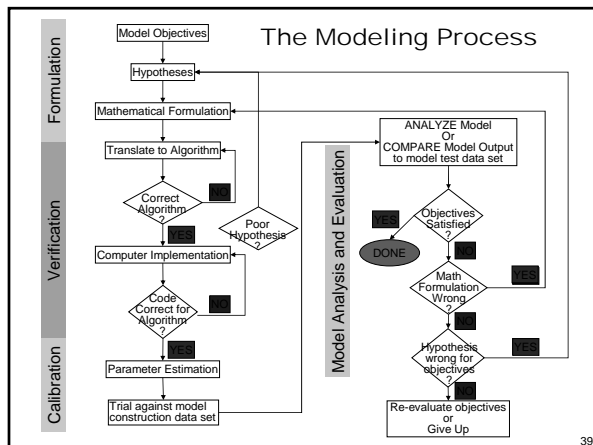 The Modeling Process
Formulation
Model Objectives
Hypotheses
Mathematical Formulation
Verification
Translate to Algorithm
Correct
Algorithm
?
NO
YES
Poor
Hypothesis
?
Computer Implementation
Code
Correct for
Algorithm
?
NO
YES
Calibration
Parameter Estimation
Trial against model
construction data set
Model Analysis and Evaluation
ANALYZE Model
Or
COMPARE Model Output
to model test data set
YES
Objectives
Satisfied
?
DONE
NO
Math
Formulation
Wrong
?
YES
NO
Hypothesis
wrong for
objectives
?
YES
NO
Re-evaluate objectives
or
Give Up
39